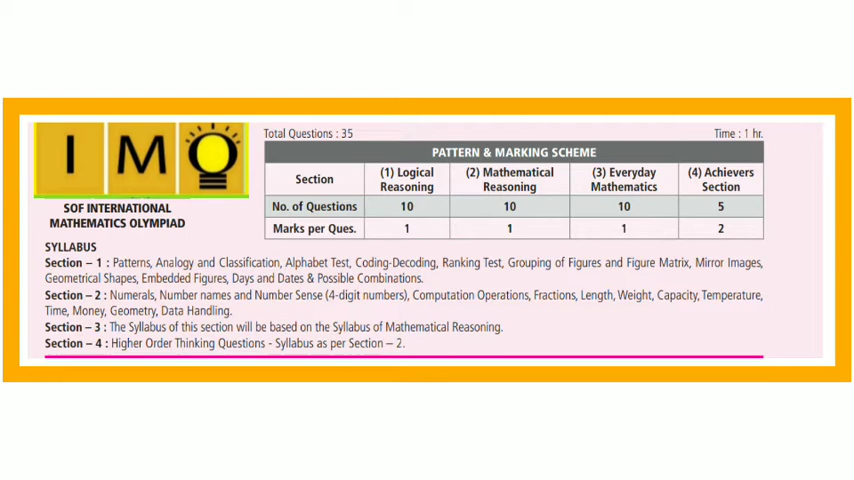 I M
SOF INTERNATIONAL
MATHEMATICS OLYMPIAD
Total Questions : 35 Time : 1 hr.
PATTERN & MARKING SCHEME
Section (1) Logical Reasoning (2) Mathematical Reasoning (3) Everyday Mathematics (4) Achievers Section
No. of Questions 10 10 10 5
Marks per Ques. 1 1 1 2
SYLLABUS
Section – 1 : Patterns, Analogy and Classification, Alphabet Test, Coding-Decoding, Ranking Test, Grouping of Figures and Figure Matrix, Mirror Images,
Geometrical Shapes, Embedded Figures, Days and Dates & Possible Combinations.
Section – 2 : Numerals, Number names and Number Sense (4-digit numbers), Computation Operations, Fractions, Length, Weight, Capacity, Temperature,
Time, Money, Geometry, Data Handling.
Section – 3 : The Syllabus of this section will be based on the Syllabus of Mathematical Reasoning.
Section – 4 : Higher Order Thinking Questions - Syllabus as per Section – 2.